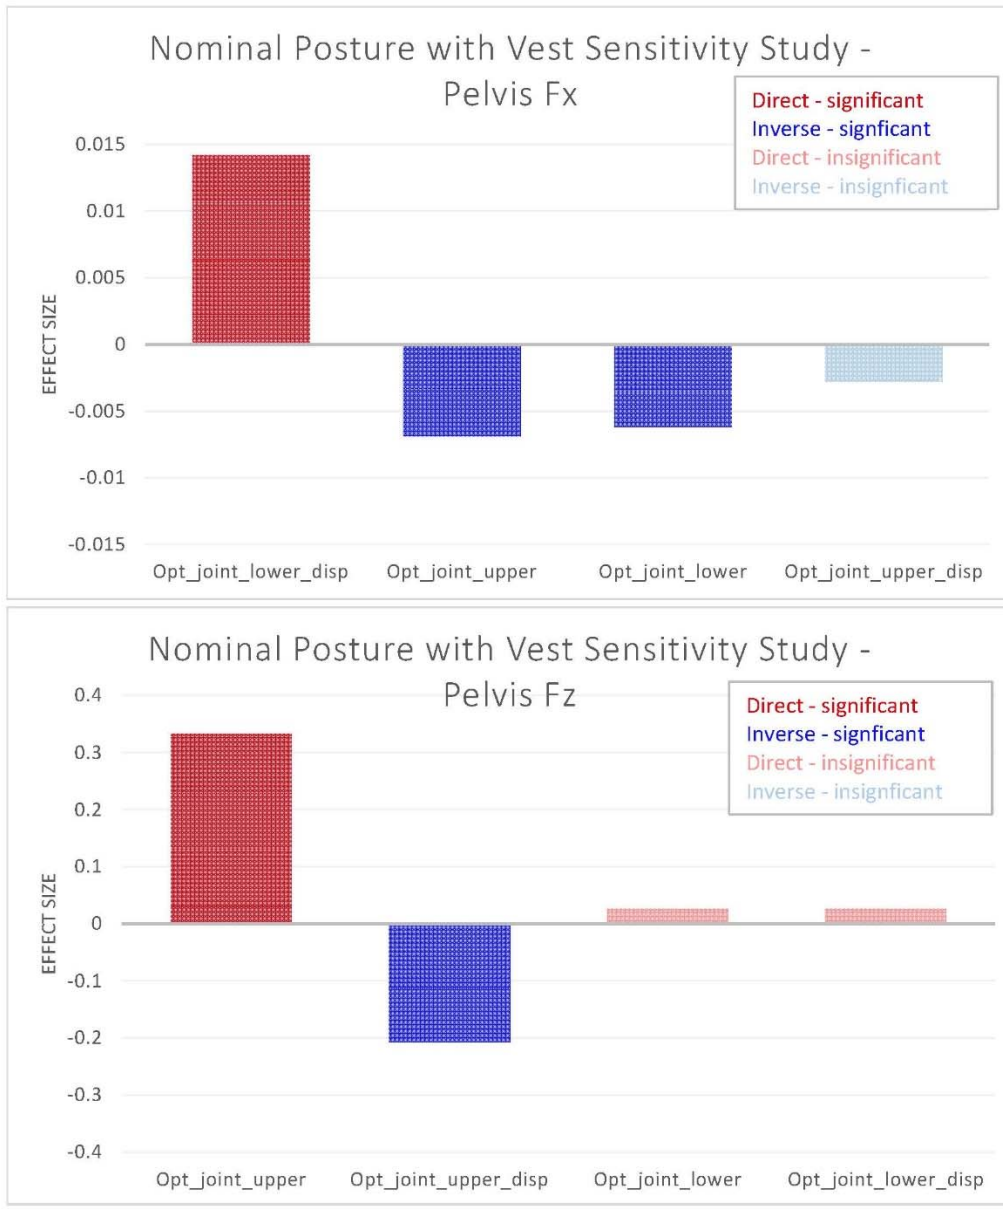 Nominal Posture with Vest Sensitivity Study -
Pelvis Fx
Direct - significant
Inverse - signficant
Direct - insignificant
Inverse - insignficant
0.015
0.01
0.005
0
-0.005
-0.01
-0.015
EFFECT SIZE
Opt_joint_lower_disp
Opt_joint_upper
Opt_joint_lower
Opt_joint_upper_disp
Nominal Posture with Vest Sensitivity Study -
Pelvis Fz
Direct - significant
Inverse - signficant
Direct - insignificant
Inverse - insignficant
0.4
0.3
0.2
0.1
0
-0.1
-0.2
-0.3
-0.4
EFFECT SIZE
Opt_joint_upper
Opt_joint_upper_disp
Opt_joint_lower
Opt_joint_lower_disp